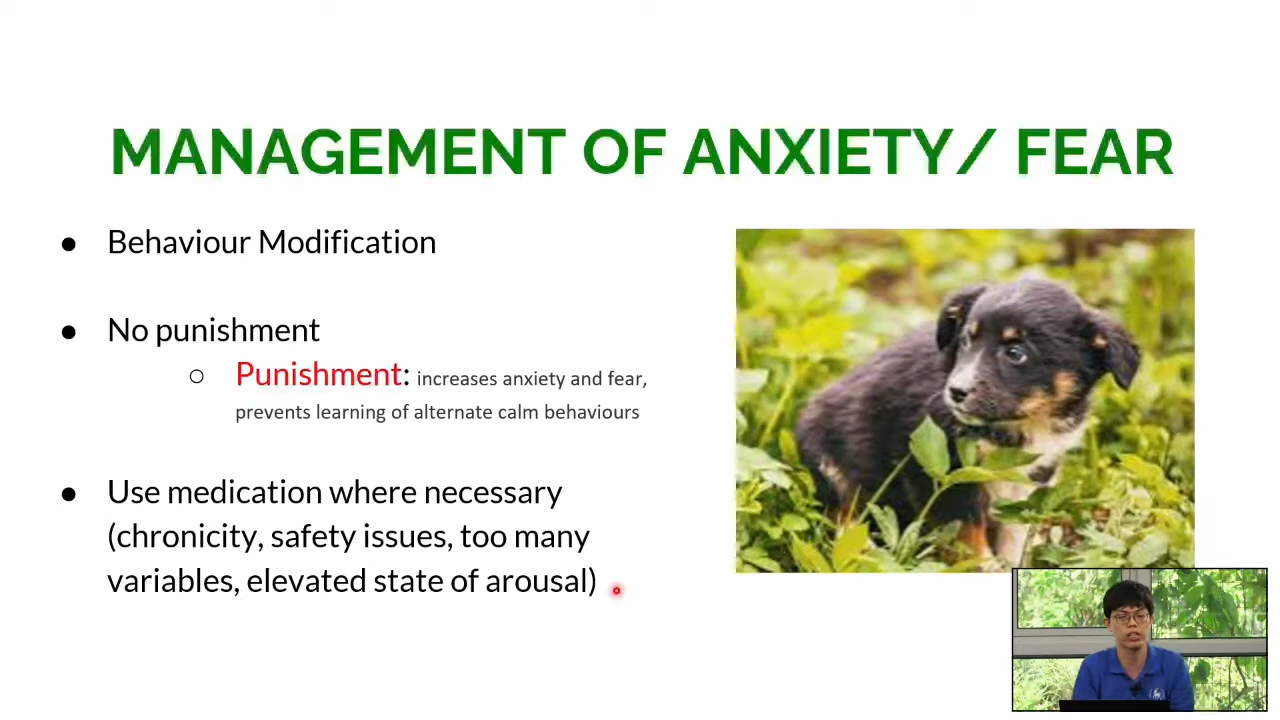 MANAGEMENT OF ANXIETY/ FEAR
● Behaviour Modification
● No punishment
○ Punishment: increases anxiety and fear,
prevents learning of alternate calm behaviours
● Use medication where necessary
(chronicity, safety issues, too many
variables, elevated state of arousal)